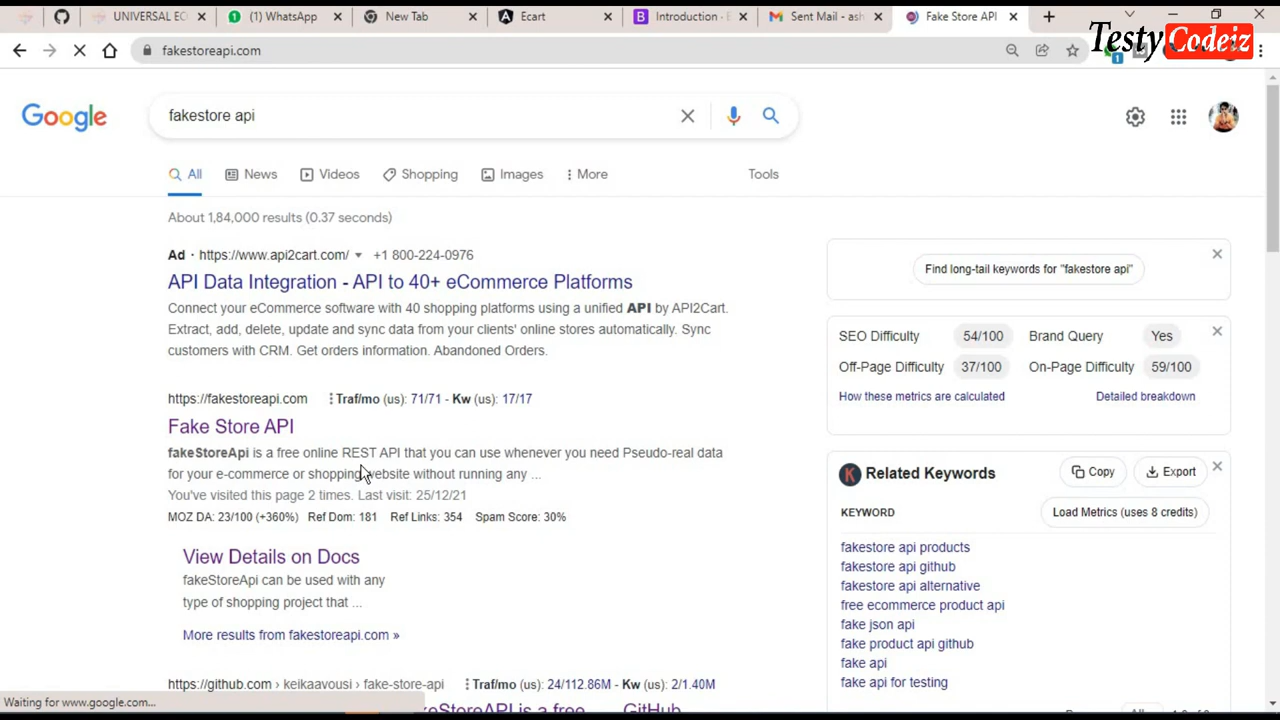 UNIVERSAL EC
(1) WhatsApp
New Tab
Ecart
Introduction · E
Sent Mail - ash
Fake Store API
Testy Codeiz
fakestoreapi.com
1
Google
fakestore api
All
News
Videos
Shopping
Images
More
Tools
About 1,84,000 results (0.37 seconds)
Ad · https://www.api2cart.com/ +1 800-224-0976
API Data Integration - API to 40+ eCommerce Platforms
Connect your eCommerce software with 40 shopping platforms using a unified API by API2Cart.
Extract, add, delete, update and sync data from your clients' online stores automatically. Sync
customers with CRM. Get orders information. Abandoned Orders.
https://fakestoreapi.com Traf/mo (us): 71/71 - Kw (us): 17/17
Fake Store API
fakeStoreApi is a free online REST API that you can use whenever you need Pseudo-real data
for your e-commerce or shopping website without running any ...
You've visited this page 2 times. Last visit: 25/12/21
MOZ DA: 23/100 (+360%) Ref Dom: 181 Ref Links: 354 Spam Score: 30%
View Details on Docs
fakeStoreApi can be used with any
type of shopping project that ...
More results from fakestoreapi.com »
https://github.com › keikaavousi › fake-store-api Traf/mo (us): 24/112.86M - Kw (us): 2/1.40M
Find long-tail keywords for "fakestore api"
SEO Difficulty 54/100 Brand Query Yes
Off-Page Difficulty 37/100 On-Page Difficulty 59/100
How these metrics are calculated Detailed breakdown
K Related Keywords Copy Export
KEYWORD Load Metrics (uses 8 credits)
fakestore api products
fakestore api github
fakestore api alternative
free ecommerce product api
fake json api
fake product api github
fake api
fake api for testing
Waiting for www.google.com...